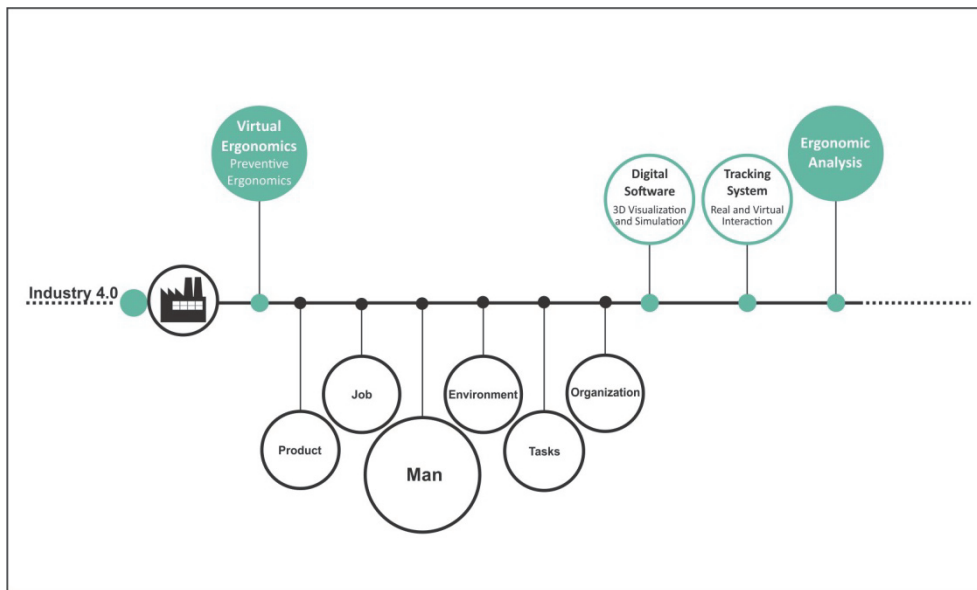 Virtual
Ergonomics
Preventive
Ergonomics
Ergonomic
Analysis
Digital
Software
3D Visualization
and Simulation
Tracking
System
Real and Virtual
Interaction
Industry 4.0
Job
Environment
Organization
Product
Man
Tasks